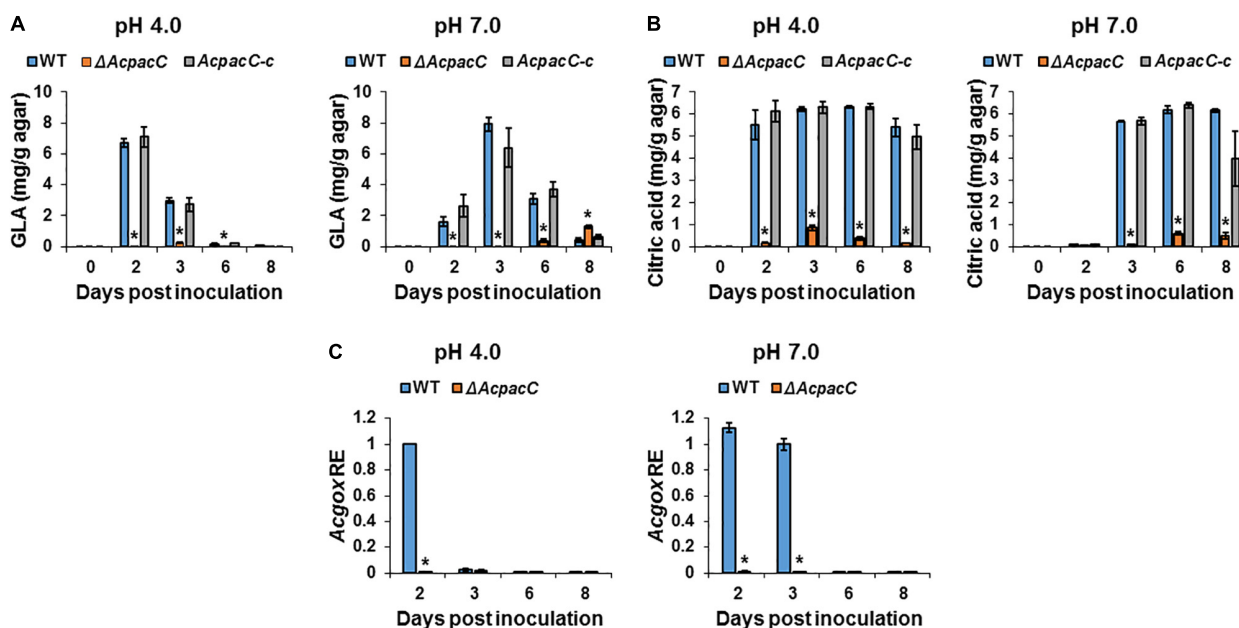 A
pH 4.0
WT ΔAcpacC AcpacC-c
GLA (mg/g agar)
10
8
6
4
2
0
* * *
0 2 3 6 8
Days post inoculation
pH 7.0
WT ΔAcpacC AcpacC-c
GLA (mg/g agar)
10
8
6
4
2
0
* * * *
0 2 3 6 8
Days post inoculation
B
pH 4.0
WT ΔAcpacC AcpacC-c
Citric acid (mg/g agar)
7
6
5
4
3
2
1
0
* * * *
0 2 3 6 8
Days post inoculation
pH 7.0
WT ΔAcpacC AcpacC-c
Citric acid (mg/g agar)
7
6
5
4
3
2
1
0
* * *
0 2 3 6 8
Days post inoculation
C
pH 4.0
WT ΔAcpacC
Acgox RE
1.2
1
0.8
0.6
0.4
0.2
0
*
2 3 6 8
Days post inoculation
pH 7.0
WT ΔAcpacC
Acgox RE
1.2
1
0.8
0.6
0.4
0.2
0
* *
2 3 6 8
Days post inoculation